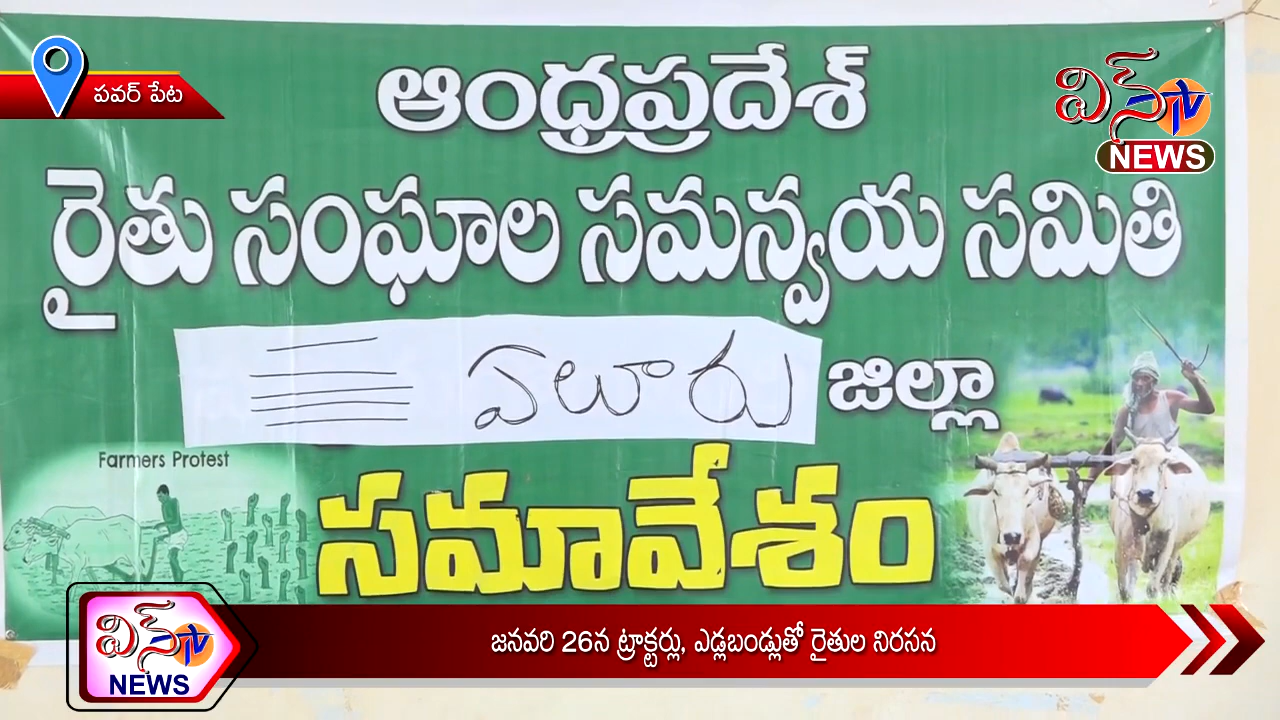 పవర్ పేట
విన్ TV
NEWS
ఆంధ్రప్రదేశ్
రైతు సంఘాల సమన్వయ సమితి
ఏలూరు జిల్లా
సమావేశం
Farmers Protest
విన్ TV
NEWS
జనవరి 26న ట్రాక్టర్లు, ఎడ్లబండ్లుతో రైతుల నిరసన